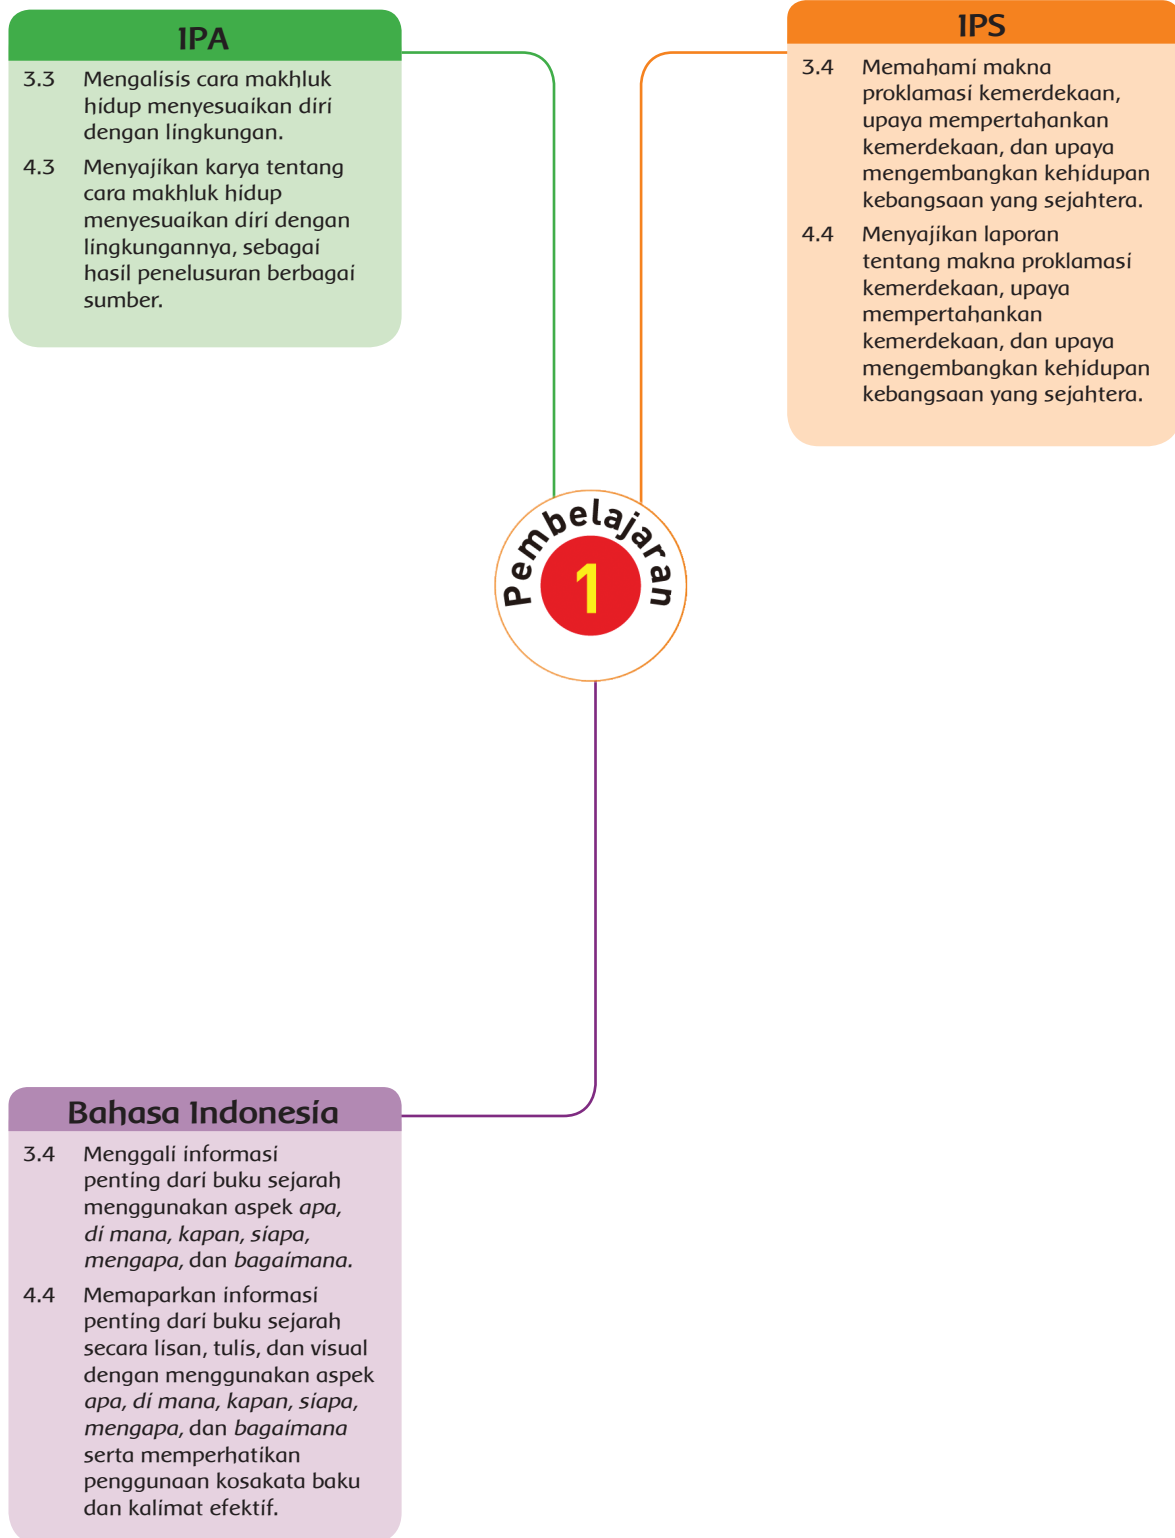 IPA
3.3 Mengalisis cara makhluk
hidup menyesuaikan diri
dengan lingkungan.
4.3 Menyajikan karya tentang
cara makhluk hidup
menyesuaikan diri dengan
lingkungannya, sebagai
hasil penelusuran berbagai
sumber.
IPS
3.4 Memahami makna
proklamasi kemerdekaan,
upaya mempertahankan
kemerdekaan, dan upaya
mengembangkan kehidupan
kebangsaan yang sejahtera.
4.4 Menyajikan laporan
tentang makna proklamasi
kemerdekaan, upaya
mempertahankan
kemerdekaan, dan upaya
mengembangkan kehidupan
kebangsaan yang sejahtera.
Pembelajaran
1
Bahasa Indonesia
3.4 Menggali informasi
penting dari buku sejarah
menggunakan aspek apa,
di mana, kapan, siapa,
mengapa, dan bagaimana.
4.4 Memaparkan informasi
penting dari buku sejarah
secara lisan, tulis, dan visual
dengan menggunakan aspek
apa, di mana, kapan, siapa,
mengapa, dan bagaimana
serta memperhatikan
penggunaan kosakata baku
dan kalimat efektif.